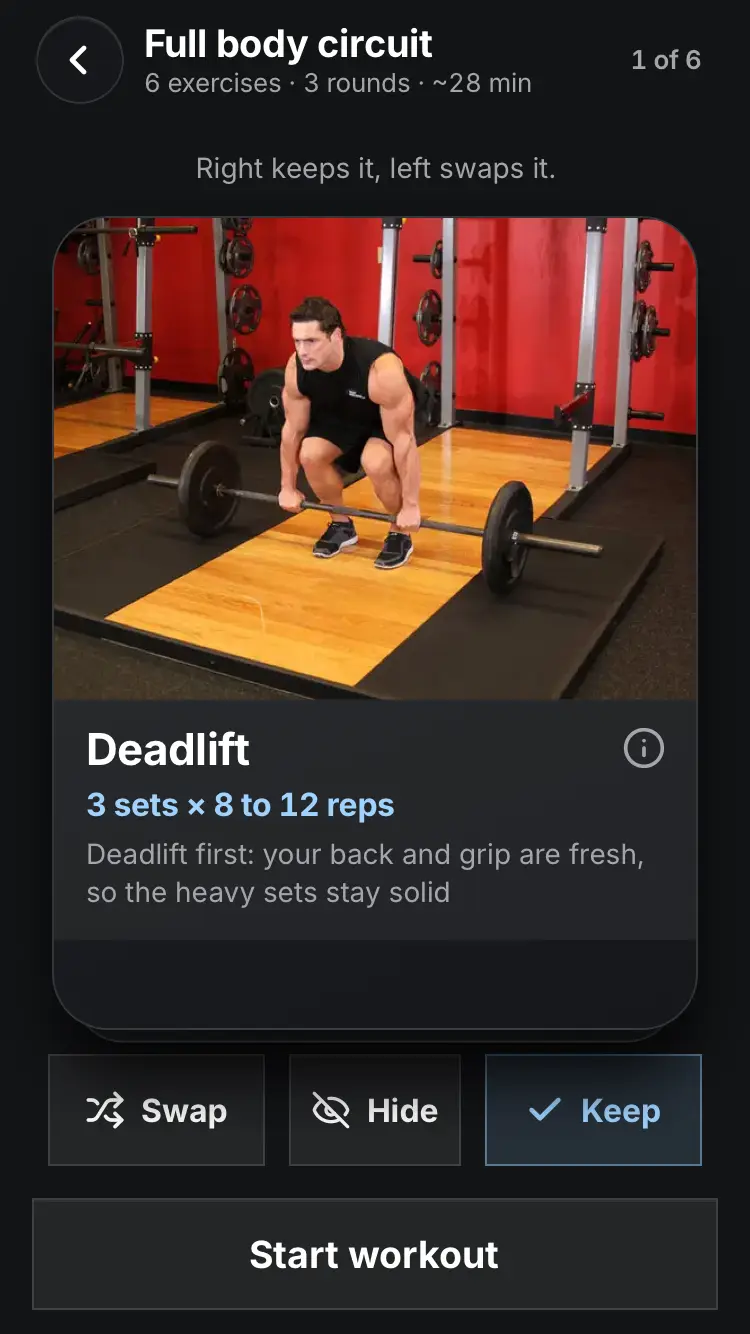 Full body circuit
6 exercises · 3 rounds · ~28 min
1 of 6
Right keeps it, left swaps it.
Deadlift
3 sets × 8 to 12 reps
Deadlift first: your back and grip are fresh,
so the heavy sets stay solid
Swap
Hide
Keep
Start workout